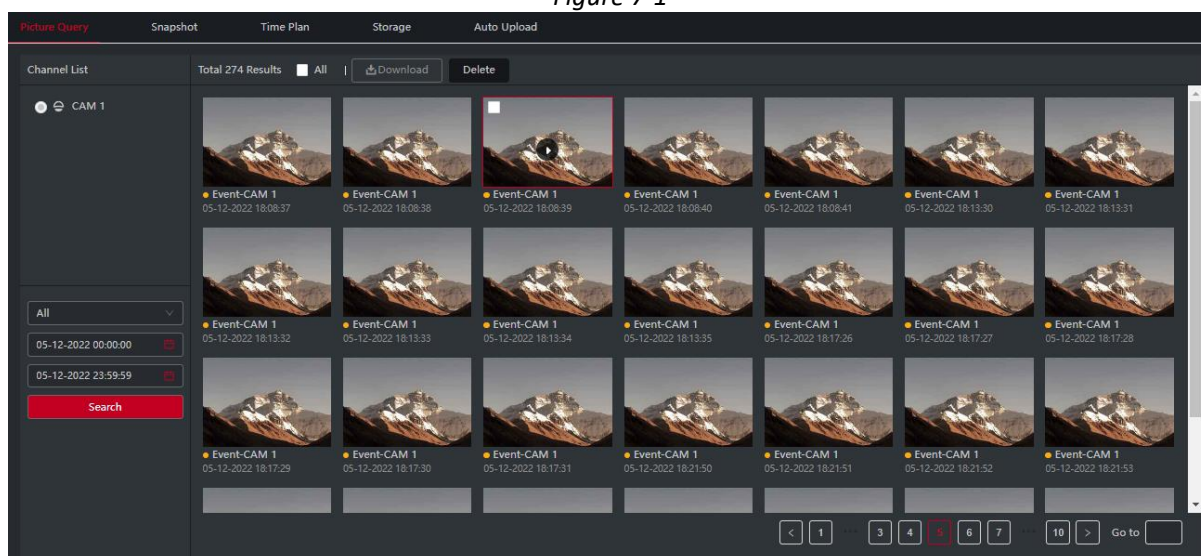 Figure 7-1
Picture Query Snapshot Time Plan Storage Auto Upload
Channel List Total 274 Results All | Download Delete
CAM 1
Event-CAM 1 Event-CAM 1 Event-CAM 1 Event-CAM 1 Event-CAM 1 Event-CAM 1 Event-CAM 1
05-12-2022 18:08:37 05-12-2022 18:08:38 05-12-2022 18:08:39 05-12-2022 18:08:40 05-12-2022 18:08:41 05-12-2022 18:13:30 05-12-2022 18:13:31
All
05-12-2022 00:00:00
05-12-2022 23:59:59
Search
Event-CAM 1 Event-CAM 1 Event-CAM 1 Event-CAM 1 Event-CAM 1 Event-CAM 1 Event-CAM 1
05-12-2022 18:13:32 05-12-2022 18:13:33 05-12-2022 18:13:34 05-12-2022 18:13:35 05-12-2022 18:17:26 05-12-2022 18:17:27 05-12-2022 18:17:28
Event-CAM 1 Event-CAM 1 Event-CAM 1 Event-CAM 1 Event-CAM 1 Event-CAM 1 Event-CAM 1
05-12-2022 18:17:29 05-12-2022 18:17:30 05-12-2022 18:17:31 05-12-2022 18:21:50 05-12-2022 18:21:51 05-12-2022 18:21:52 05-12-2022 18:21:53
< 1 ··· 3 4 5 6 7 ··· 10 > Go to